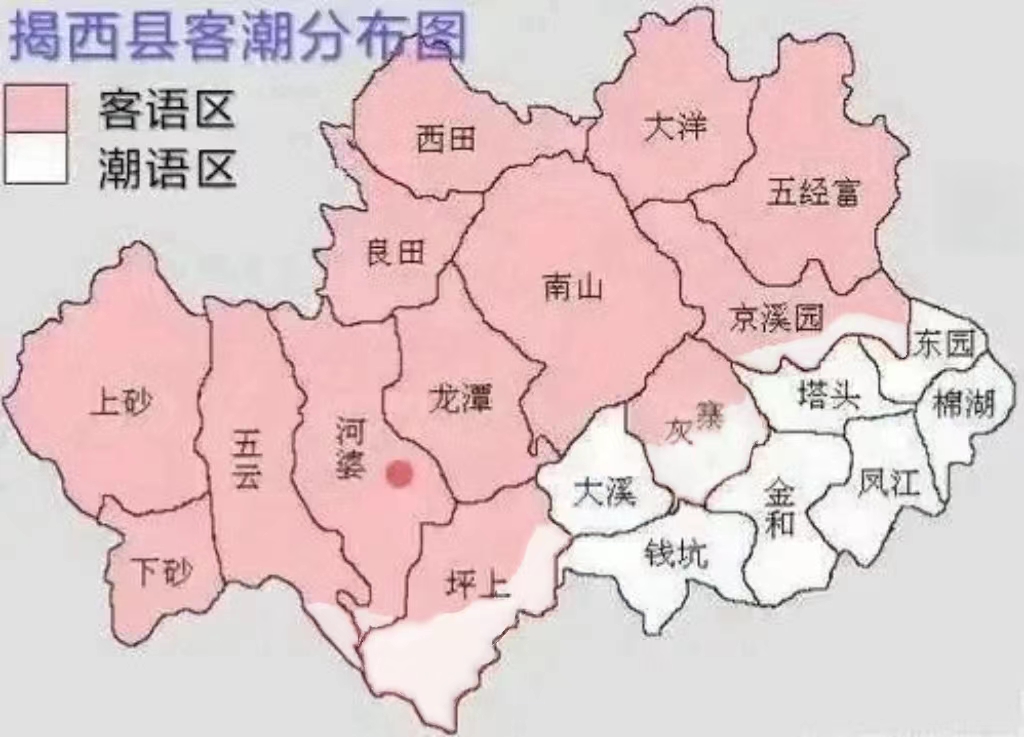 揭西县客潮分布图
客语区
潮语区
西田
大洋
五经富
良田
南山
京溪园
东园
上砂
五云
河婆
龙潭
灰寨
塔头
棉湖
大溪
金和
凤江
下砂
坪上
钱坑